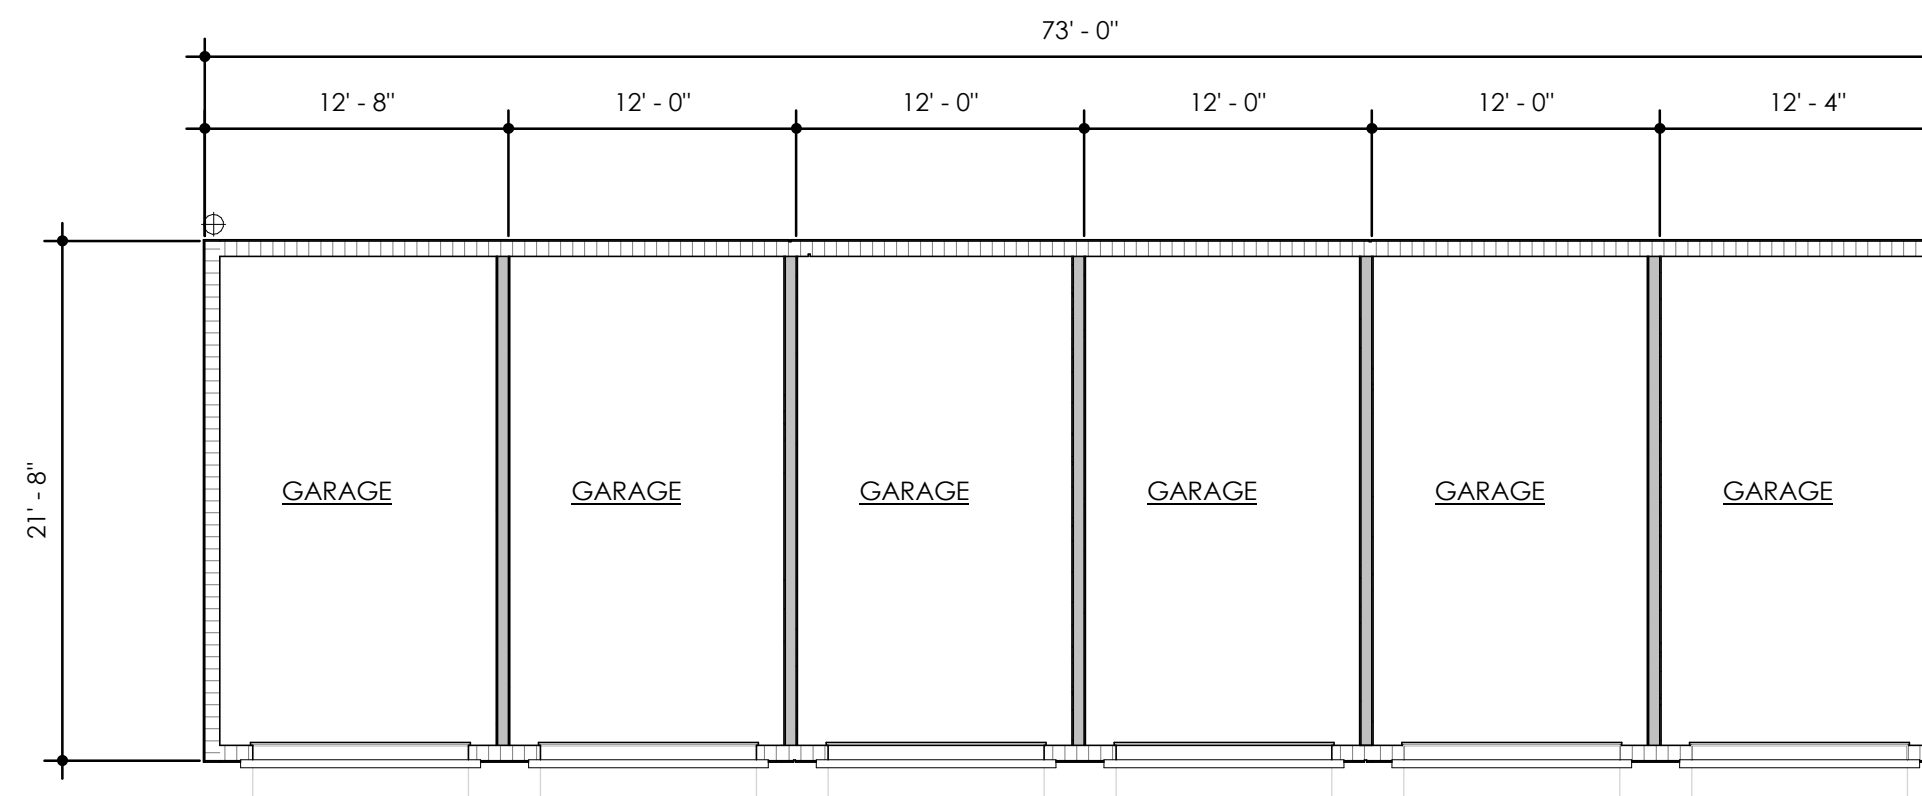 73' - 0"
12' - 8" 12' - 0" 12' - 0" 12' - 0" 12' - 0" 12' - 4"
21' - 8"
GARAGE GARAGE GARAGE GARAGE GARAGE GARAGE